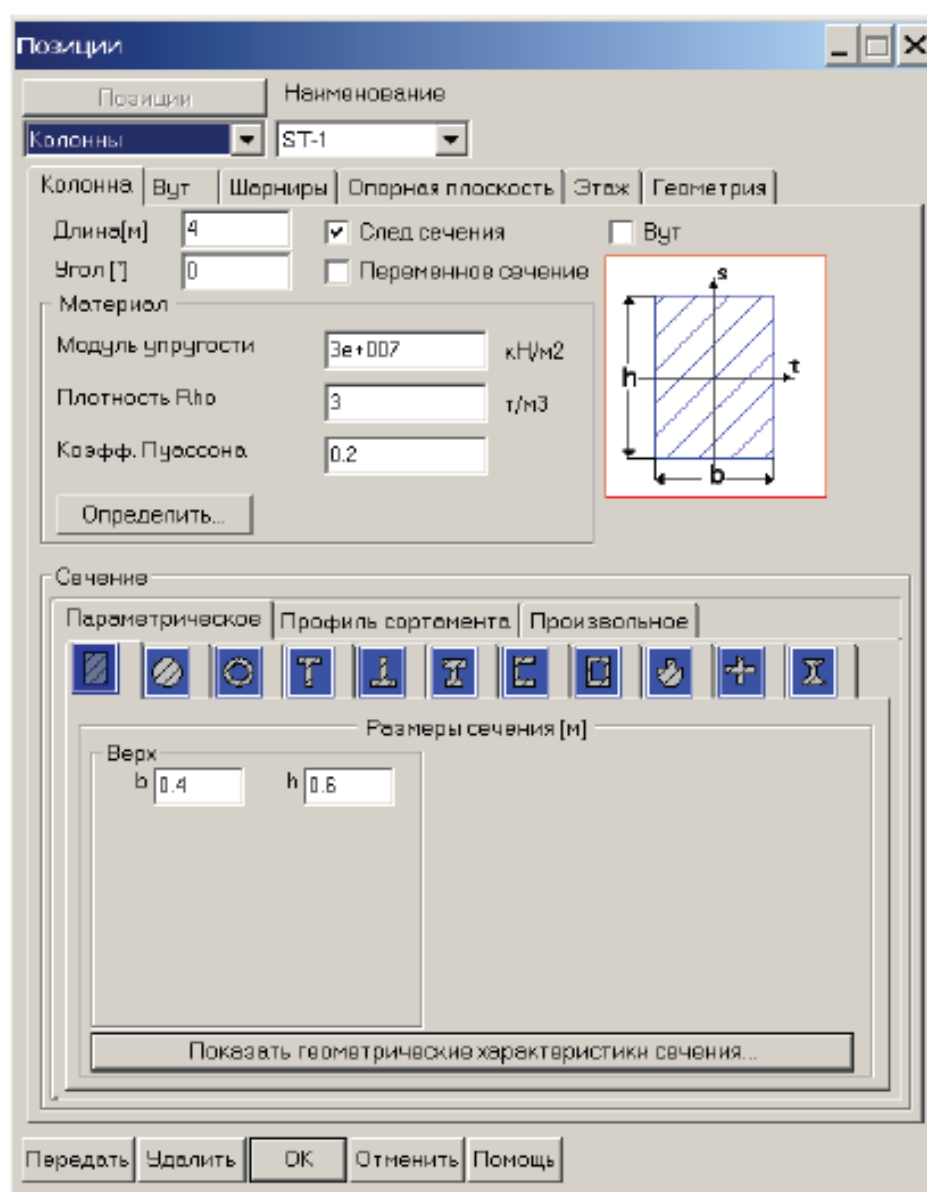 Позиции
Позиции Наименование
Колонны ST-1
Колонна Вут Шарниры Опорная плоскость Этаж Геометрия
Длина[м] 4 След сечения Вут
Угол [°] 0 Переменное сечение
Материал
Модуль упругости 3e+007 кН/м2
Плотность Rho 3 т/м3
Коэфф. Пуассона 0.2
Определить...
s
t
h
b
Сечение
Параметрическое Профиль сортамента Произвольное
Размеры сечения [м]
Верх
b 0.4 h 0.6
Показать геометрические характеристики сечения...
Передать Удалить OK Отменить Помощь